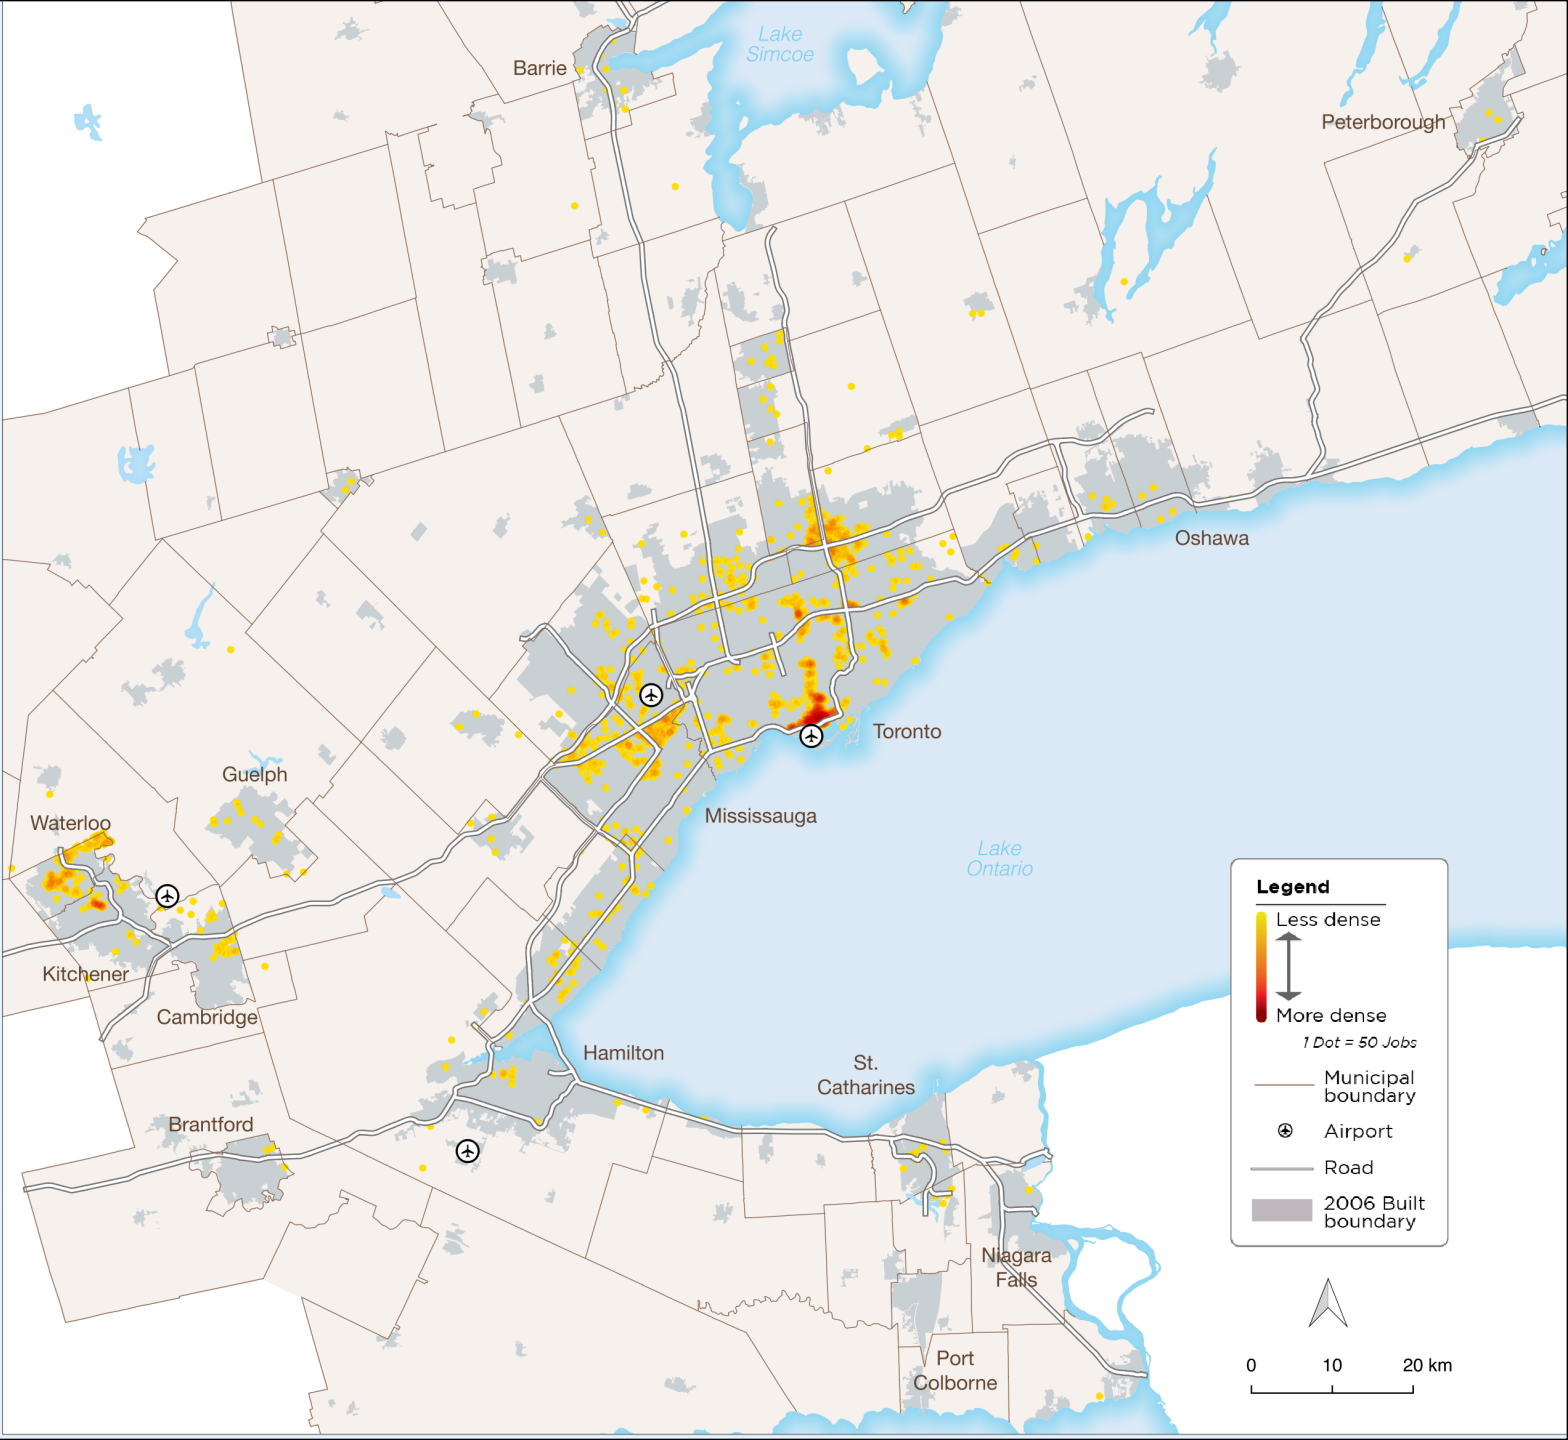 Lake
Simcoe
Barrie
Peterborough
Oshawa
Toronto
Guelph
Waterloo
Mississauga
Lake
Ontario
Kitchener
Cambridge
Hamilton
St.
Catharines
Brantford
Niagara
Falls
Port
Colborne
Legend
Less dense
More dense
1 Dot = 50 Jobs
Municipal
boundary
Airport
Road
2006 Built
boundary
0 10 20 km